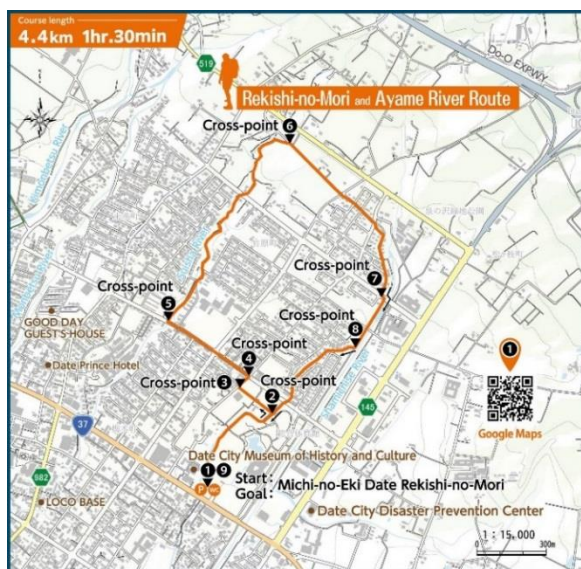 Course length
4.4km 1hr.30min
519
Do-O EXPWY
Rekishi-no-Mori and Ayame River Route
Cross-point 6
Cross-point
7
Cross-point
5
Cross-point
8
GOOD DAY
GUEST'S-HOUSE
4
Cross-point
Date Prince Hotel
Cross-point 3
Cross-point
2
1
Google Maps
145
37
Date City Museum of History and Culture
1 9
P WC
Start:
Goal:
Michi-no-Eki Date Rekishi-no-Mori
982
LOCO BASE
Date City Disaster Prevention Center
1:15,000
300m